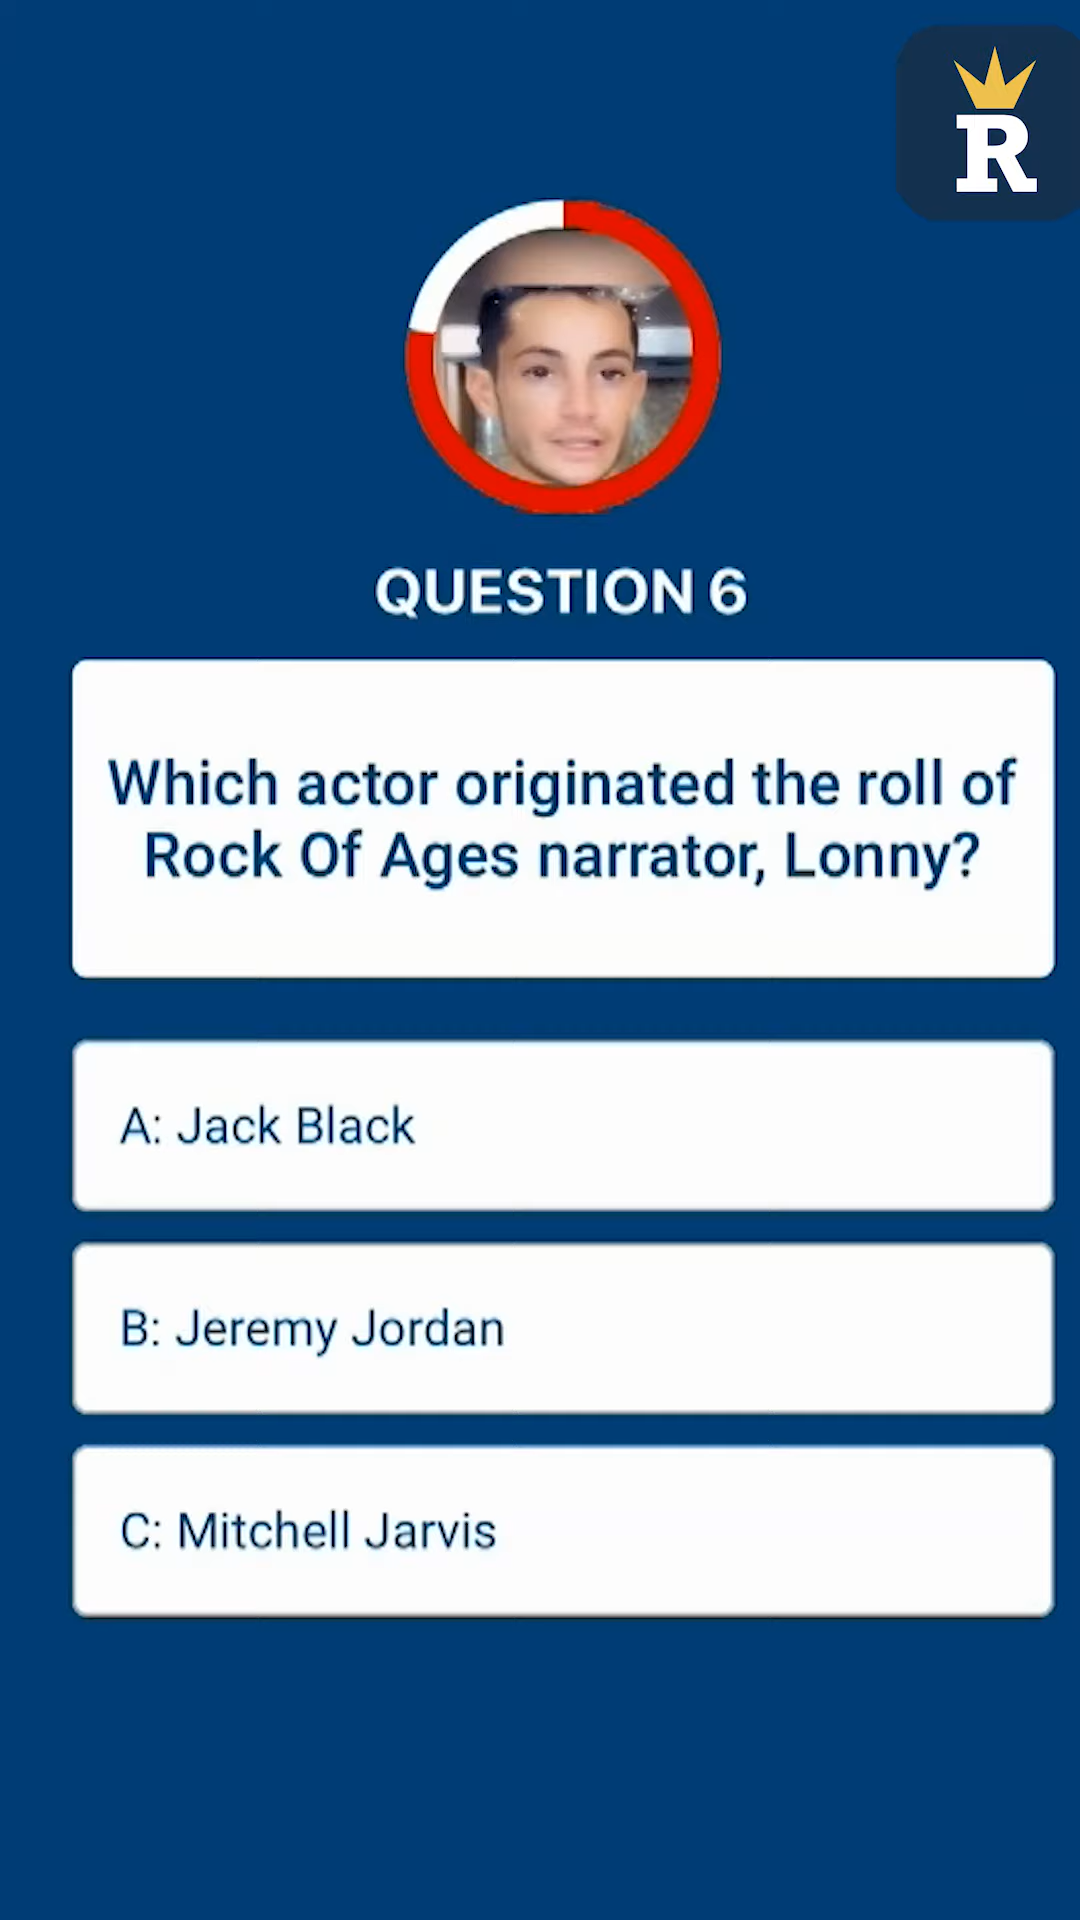 R
QUESTION 6
Which actor originated the roll of
Rock Of Ages narrator, Lonny?
A: Jack Black
B: Jeremy Jordan
C: Mitchell Jarvis